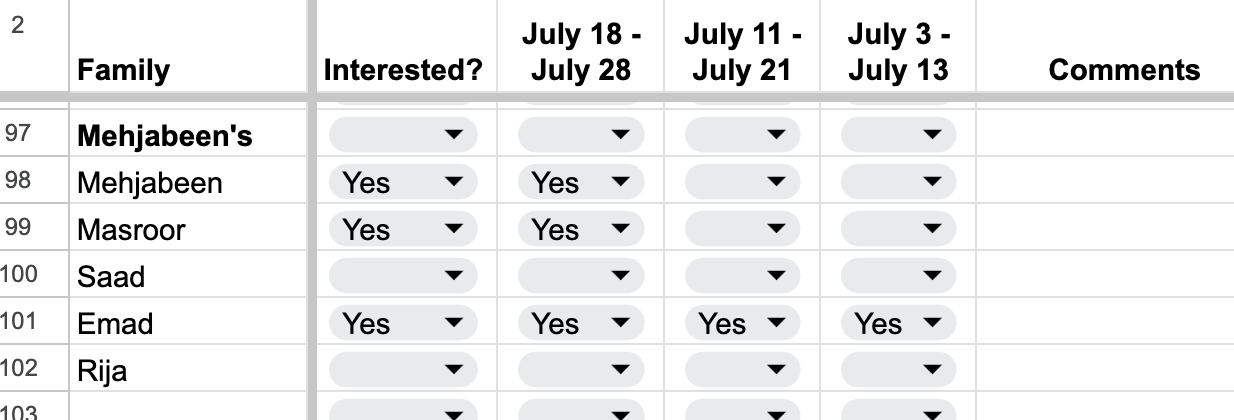 2 Family Interested? July 18 - July 28 July 11 - July 21 July 3 - July 13 Comments
97 Mehjabeen's
98 Mehjabeen Yes Yes
99 Masroor Yes Yes
100 Saad
101 Emad Yes Yes Yes Yes
102 Rija
103